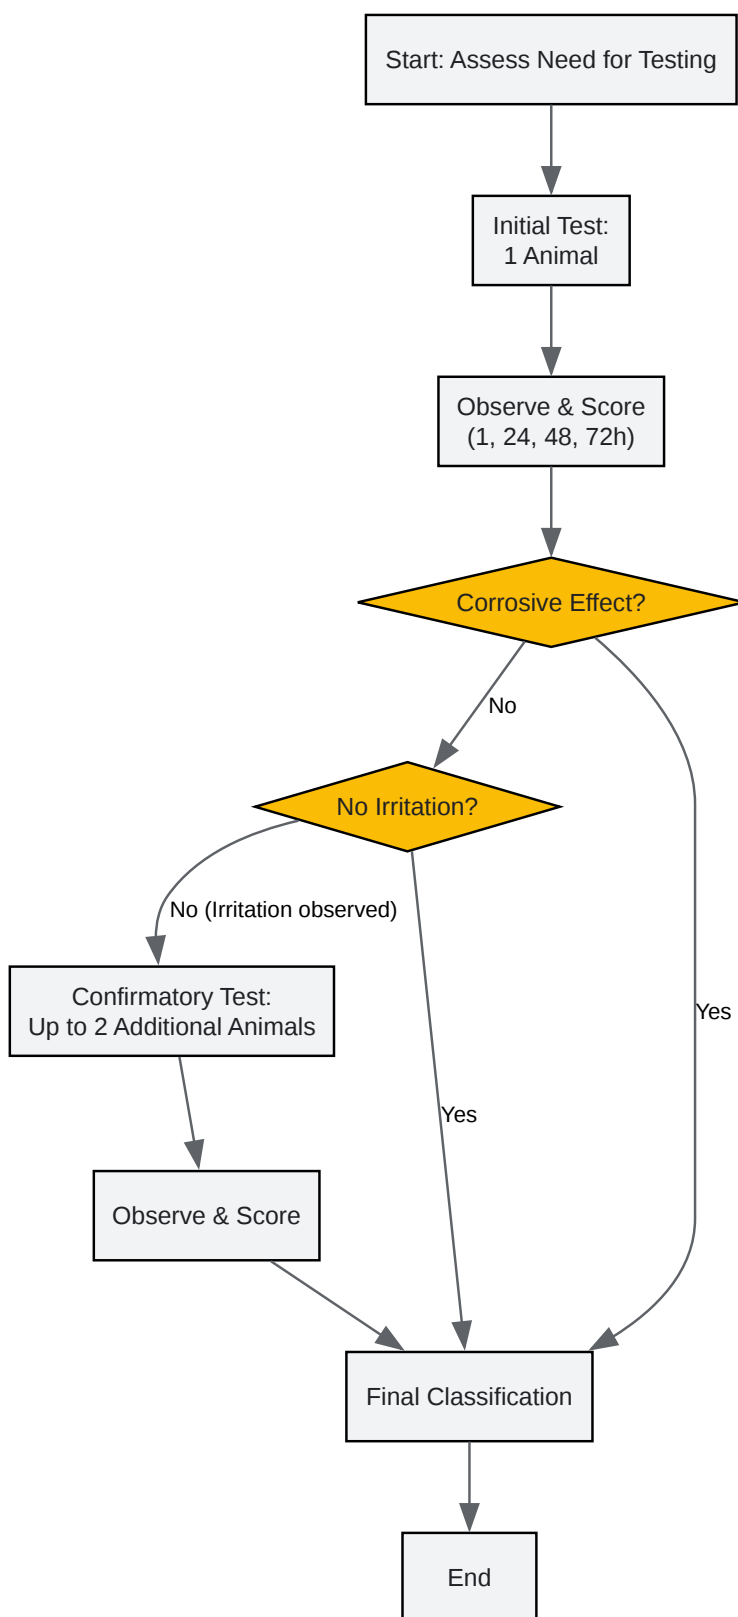 Start: Assess Need for Testing
Initial Test:
1 Animal
Observe & Score
(1, 24, 48, 72h)
Corrosive Effect?
No
No Irritation?
No (Irritation observed)
Confirmatory Test:
Up to 2 Additional Animals
Yes
Yes
Observe & Score
Final Classification
End